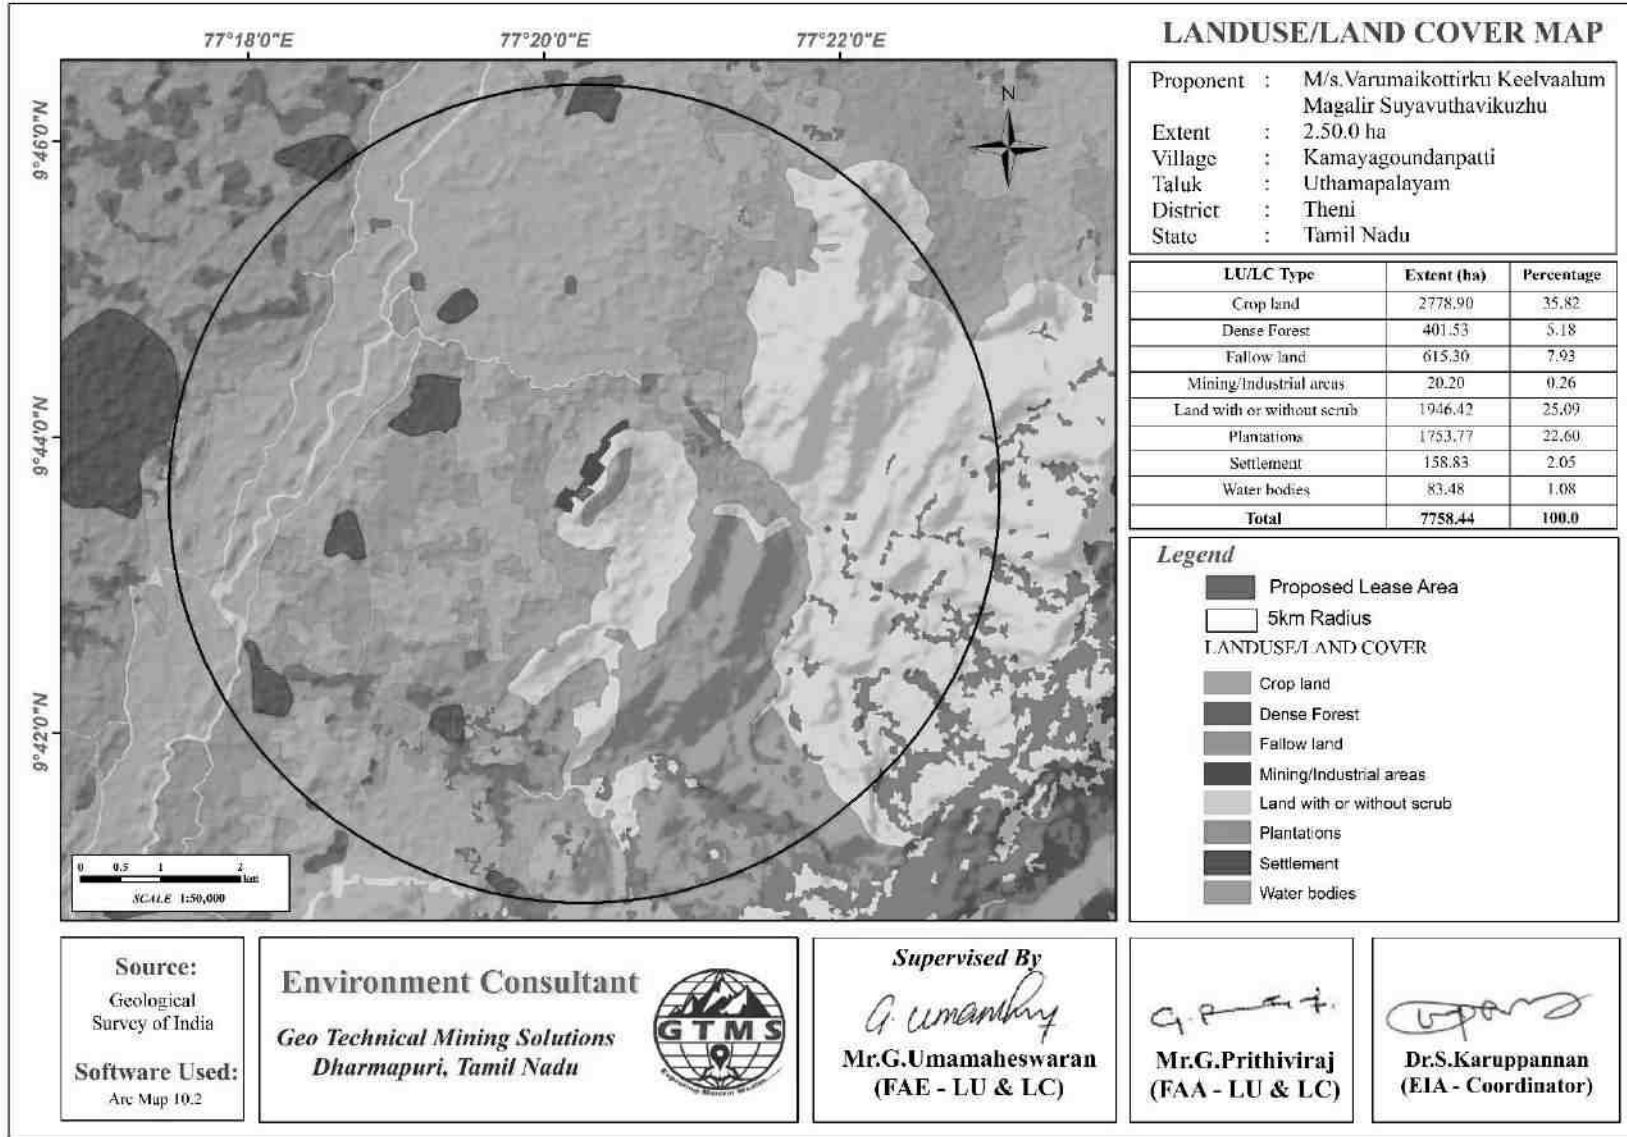 LANDUSE/LAND COVER MAP
77°18'0"E 77°20'0"E 77°22'0"E
9°46'0"N
9°44'0"N
9°42'0"N
N
0 0.5 1 2
km
SCALE 1:50,000
Proponent : M/s.Varumaikottirku Keelvaalum
Magalir Suyavuthavikuzhu
Extent : 2.50.0 ha
Village : Kamayagoundanpatti
Taluk : Uthamapalayam
District : Theni
State : Tamil Nadu
LU/LC Type Extent (ha) Percentage
Crop land 2778.90 35.82
Dense Forest 401.53 5.18
Fallow land 615.30 7.93
Mining/Industrial areas 20.20 0.26
Land with or without scrub 1946.42 25.09
Plantations 1753.77 22.60
Settlement 158.83 2.05
Water bodies 83.48 1.08
Total 7758.44 100.0
Legend
Proposed Lease Area
5km Radius
LANDUSE/LAND COVER
Crop land
Dense Forest
Fallow land
Mining/Industrial areas
Land with or without scrub
Plantations
Settlement
Water bodies
Source:
Geological
Survey of India
Software Used:
Arc Map 10.2
Environment Consultant
Geo Technical Mining Solutions
Dharmapuri, Tamil Nadu
GTMS
Supervised By
Mr.G.Umamaheswaran
(FAE - LU & LC)
Mr.G.Prithiviraj
(FAA - LU & LC)
Dr.S.Karuppannan
(EIA - Coordinator)